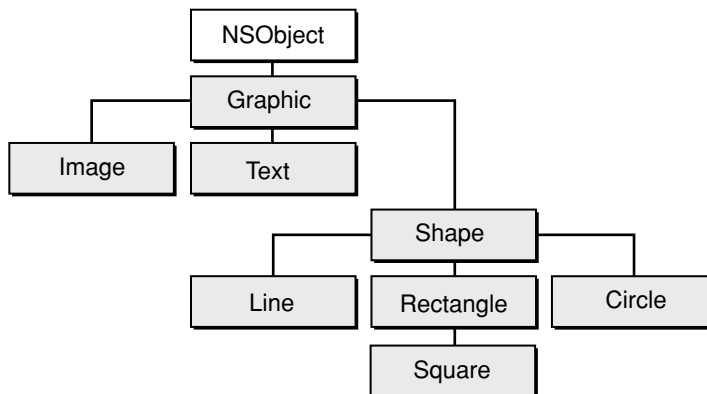 NSObject
Graphic
Image
Text
Shape
Line
Rectangle
Circle
Square